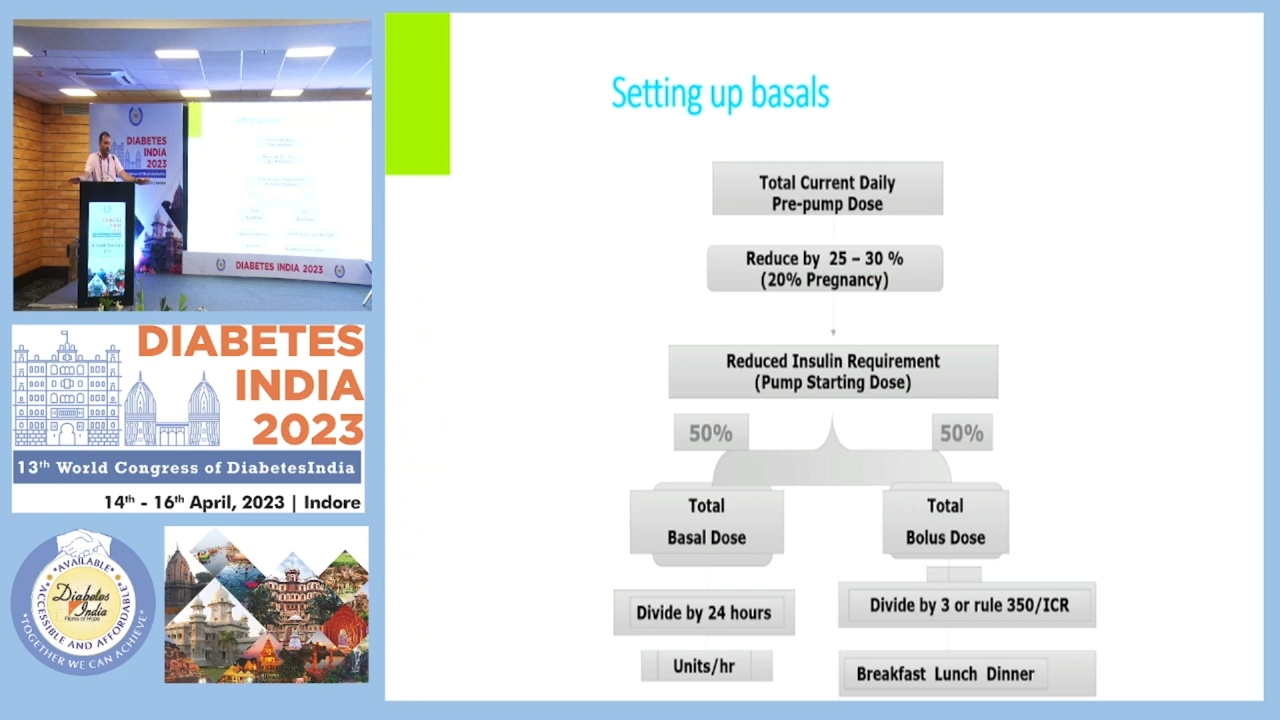 Setting up basals
Total Current Daily
Pre-pump Dose
Reduce by 25 – 30 %
(20% Pregnancy)
Reduced Insulin Requirement
(Pump Starting Dose)
50%
50%
Total
Basal Dose
Total
Bolus Dose
Divide by 24 hours
Divide by 3 or rule 350/ICR
Units/hr
Breakfast Lunch Dinner
DIABETES
INDIA
2023
DIABETES INDIA 2023
DIABETES
INDIA
2023
13th World Congress of DiabetesIndia
14th - 16th April, 2023 | Indore
•AVAILABLE•
ACCESSIBLE AND AFFORDABLE
"TOGETHER WE CAN ACHIEVE"
Diabetes
India